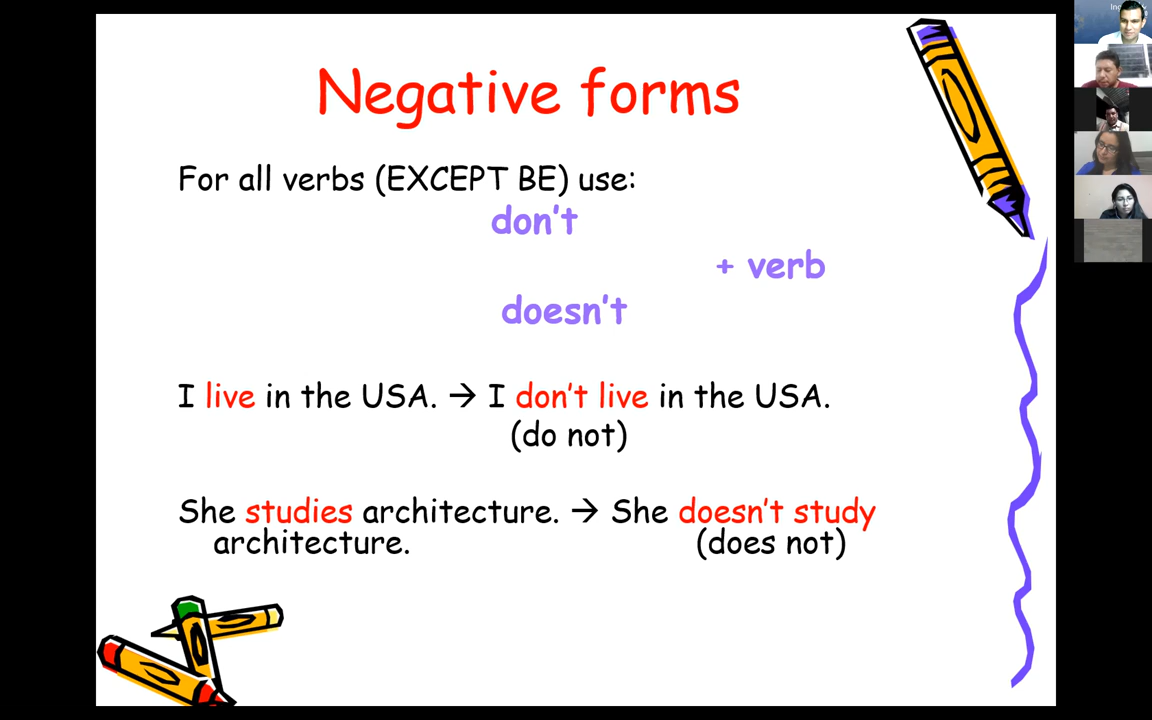 Negative forms
For all verbs (EXCEPT BE) use:
don't
+ verb
doesn't
I live in the USA. → I don't live in the USA.
(do not)
She studies architecture. → She doesn't study
architecture. (does not)